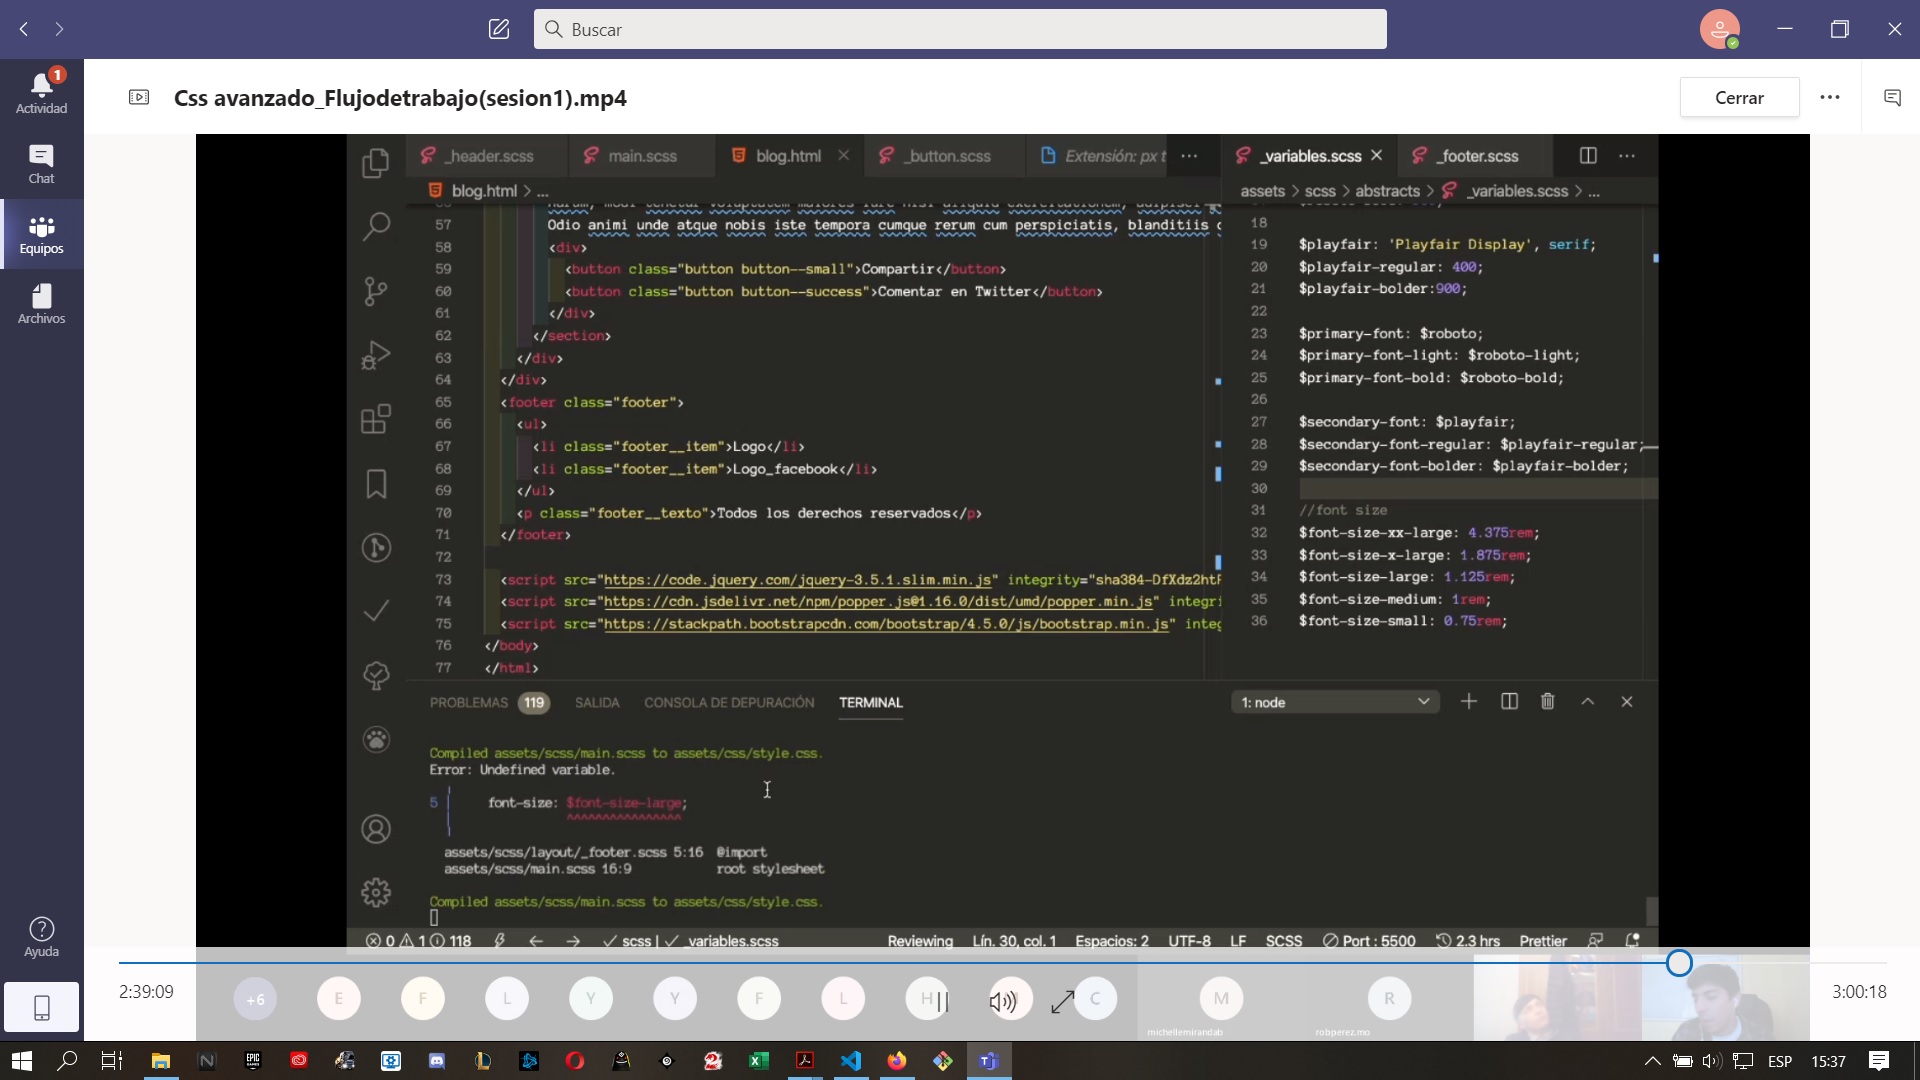 Buscar
Actividad
1
Chat
Equipos
Archivos
Ayuda
Css avanzado_Flujodetrabajo(sesion1).mp4
Cerrar
_header.scss
main.scss
blog.html
_button.scss
Extensión: px t
_variables.scss
_footer.scss
blog.html > ...
assets > scss > abstracts > _variables.scss > ...
57 Odio animi unde atque nobis iste tempora cumque rerum cum perspiciatis, blanditiis
58 <div>
59 <button class="button button--small">Compartir</button>
60 <button class="button button--success">Comentar en Twitter</button>
61 </div>
62 </section>
63 </div>
64 </div>
65 <footer class="footer">
66 <ul>
67 <li class="footer__item">Logo</li>
68 <li class="footer__item">Logo_facebook</li>
69 </ul>
70 <p class="footer__texto">Todos los derechos reservados</p>
71 </footer>
72
73 <script src="https://code.jquery.com/jquery-3.5.1.slim.min.js" integrity="sha384-DfXdz2htP
74 <script src="https://cdn.jsdelivr.net/npm/popper.js@1.16.0/dist/umd/popper.min.js" integri
75 <script src="https://stackpath.bootstrapcdn.com/bootstrap/4.5.0/js/bootstrap.min.js" integ
76 </body>
77 </html>
18
19 $playfair: 'Playfair Display', serif;
20 $playfair-regular: 400;
21 $playfair-bolder:900;
22
23 $primary-font: $roboto;
24 $primary-font-light: $roboto-light;
25 $primary-font-bold: $roboto-bold;
26
27 $secondary-font: $playfair;
28 $secondary-font-regular: $playfair-regular;
29 $secondary-font-bolder: $playfair-bolder;
30
31 //font size
32 $font-size-xx-large: 4.375rem;
33 $font-size-x-large: 1.875rem;
34 $font-size-large: 1.125rem;
35 $font-size-medium: 1rem;
36 $font-size-small: 0.75rem;
PROBLEMAS 119 SALIDA CONSOLA DE DEPURACIÓN TERMINAL
1: node
Compiled assets/scss/main.scss to assets/css/style.css.
Error: Undefined variable.
5 | font-size: $font-size-large;
^^^^^^^^^^^^^^^^
assets/scss/layout/_footer.scss 5:16 @import
assets/scss/main.scss 16:9 root stylesheet
Compiled assets/scss/main.scss to assets/css/style.css.
0 1 118 scss | _variables.scss Reviewing Lín. 30, col. 1 Espacios: 2 UTF-8 LF SCSS Port : 5500 2.3 hrs Prettier
2:39:09
+6 E F L Y Y F L H C M R
michellemirandab
robperez.mo
3:00:18
ESP 15:37